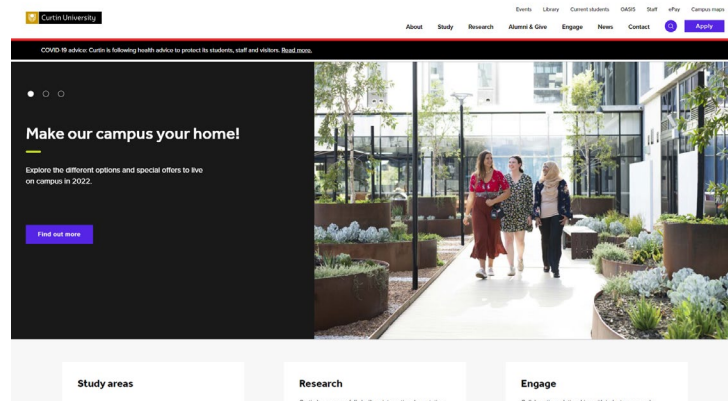 Curtin University
Events Library Current students OASIS Staff ePay Campus maps
About Study Research Alumni & Give Engage News Contact Apply
COVID-19 advice: Curtin is following health advice to protect its students, staff and visitors. Read more.
Make our campus your home!
Explore the different options and special offers to live
on campus in 2022.
Find out more
Study areas
Research
Engage